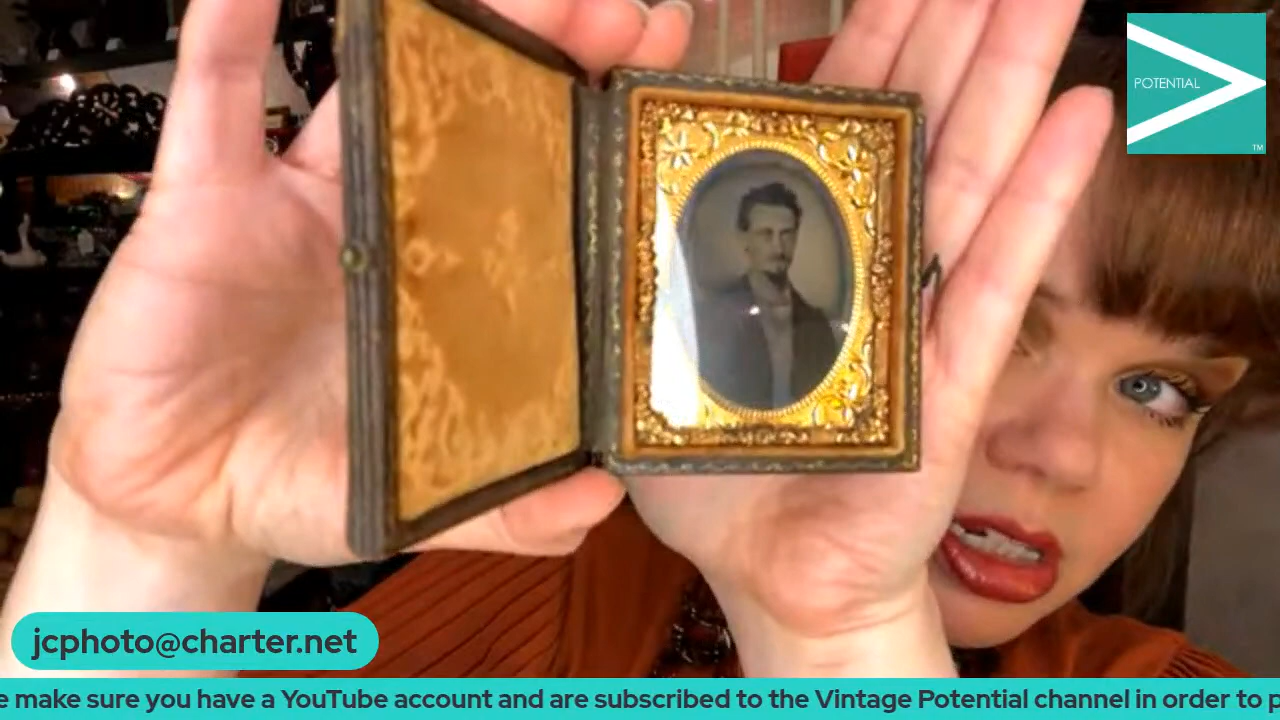 POTENTIAL
TM
jcphoto@charter.net
e make sure you have a YouTube account and are subscribed to the Vintage Potential channel in order to p